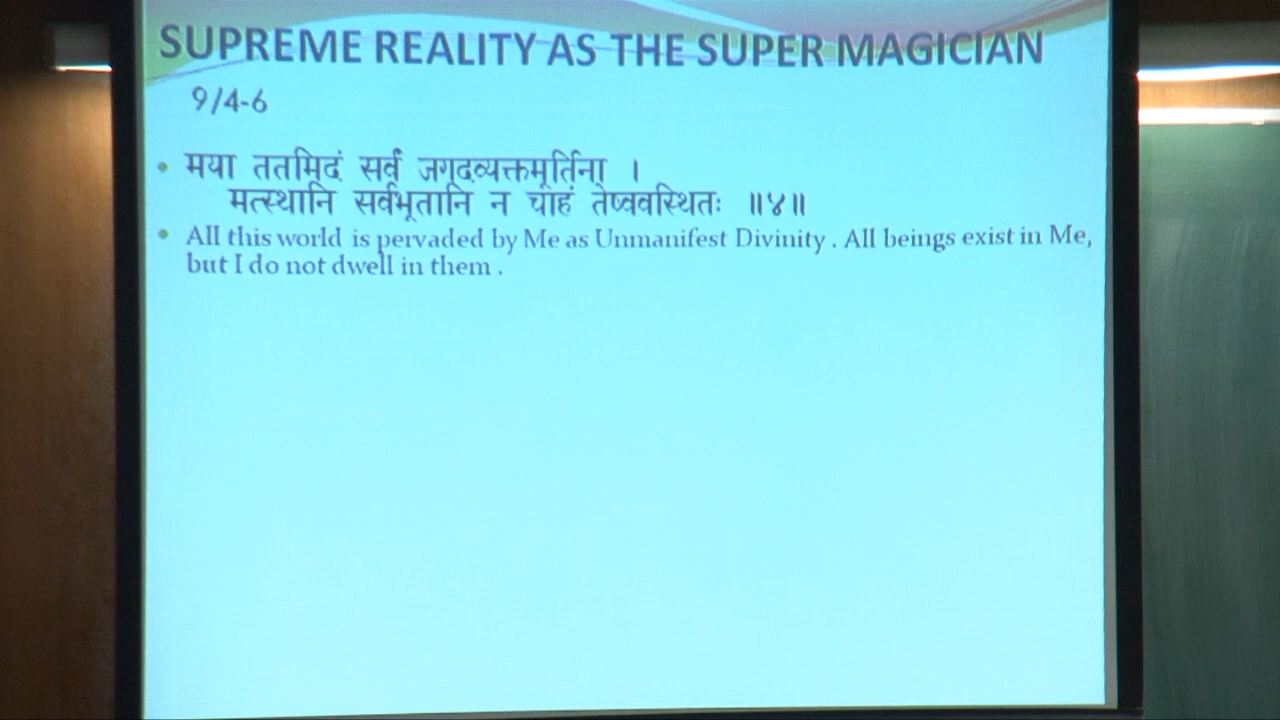 SUPREME REALITY AS THE SUPER MAGICIAN
9/4-6
• मया ततमिदं सर्वं जगदव्यक्तमूर्तिना ।
मत्स्थानि सर्वभूतानि न चाहं तेष्ववस्थितः ॥४॥
• All this world is pervaded by Me as Unmanifest Divinity . All beings exist in Me,
but I do not dwell in them .